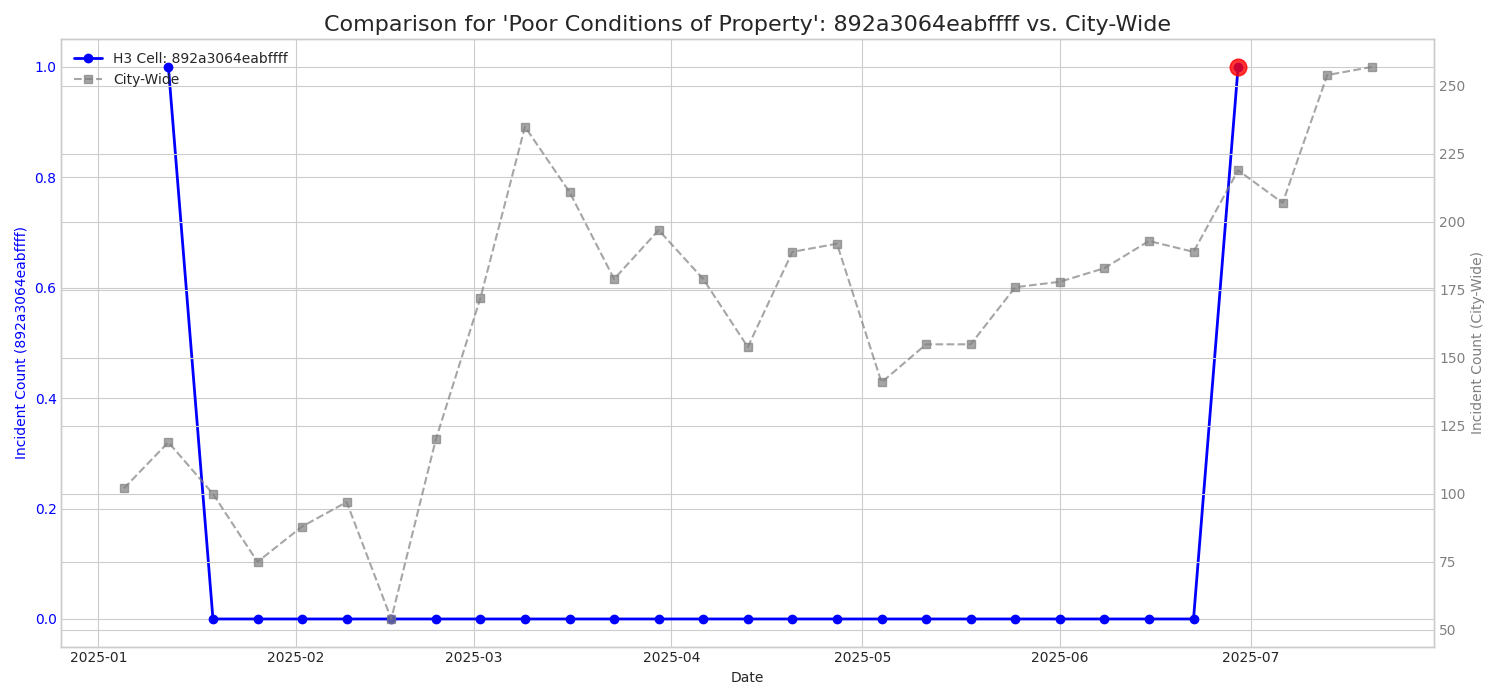 Comparison for 'Poor Conditions of Property': 892a3064eabffff vs. City-Wide
H3 Cell: 892a3064eabffff
City-Wide
Incident Count (892a3064eabffff)
1.0
0.8
0.6
0.4
0.2
0.0
250
225
200
175
150
125
100
75
50
Incident Count (City-Wide)
2025-01 2025-02 2025-03 2025-04 2025-05 2025-06 2025-07
Date